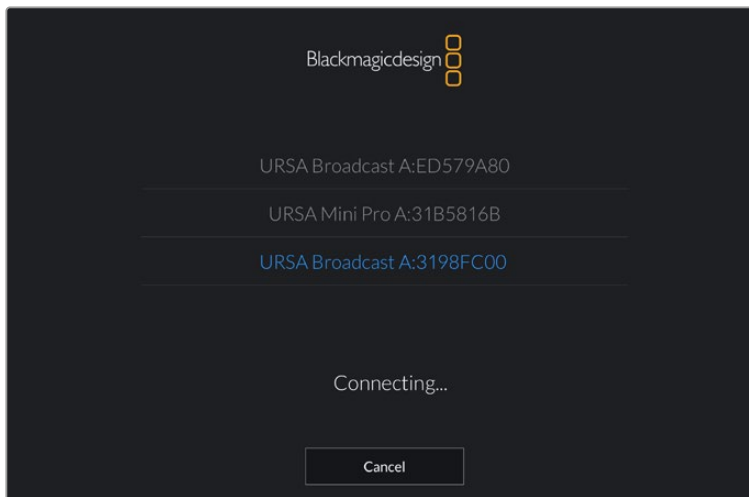 Blackmagicdesign
URSA Broadcast A:ED579A80
URSA Mini Pro A:31B5816B
URSA Broadcast A:3198FC00
Connecting...
Cancel